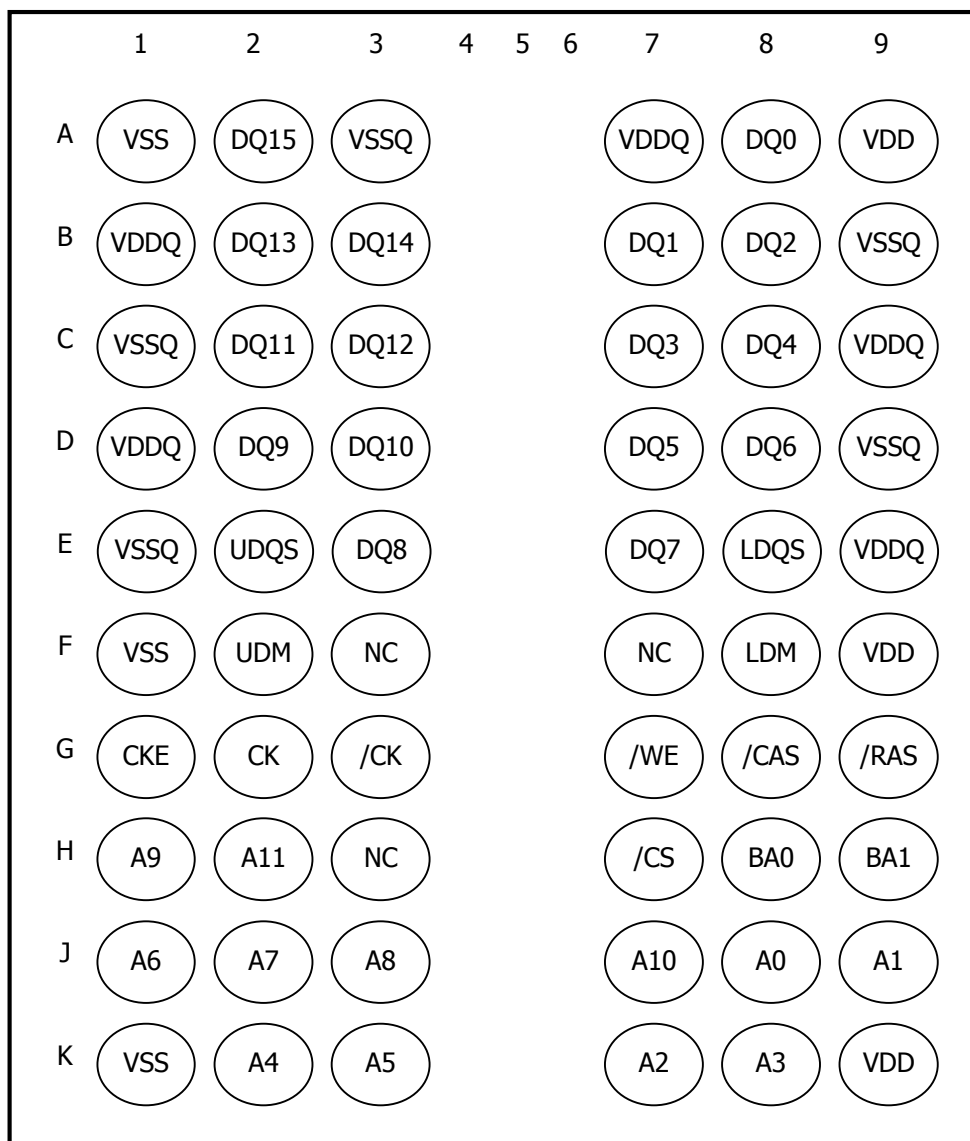 1 2 3 4 5 6 7 8 9
A VSS DQ15 VSSQ VDDQ DQ0 VDD
B VDDQ DQ13 DQ14 DQ1 DQ2 VSSQ
C VSSQ DQ11 DQ12 DQ3 DQ4 VDDQ
D VDDQ DQ9 DQ10 DQ5 DQ6 VSSQ
E VSSQ UDQS DQ8 DQ7 LDQS VDDQ
F VSS UDM NC NC LDM VDD
G CKE CK /CK /WE /CAS /RAS
H A9 A11 NC /CS BA0 BA1
J A6 A7 A8 A10 A0 A1
K VSS A4 A5 A2 A3 VDD